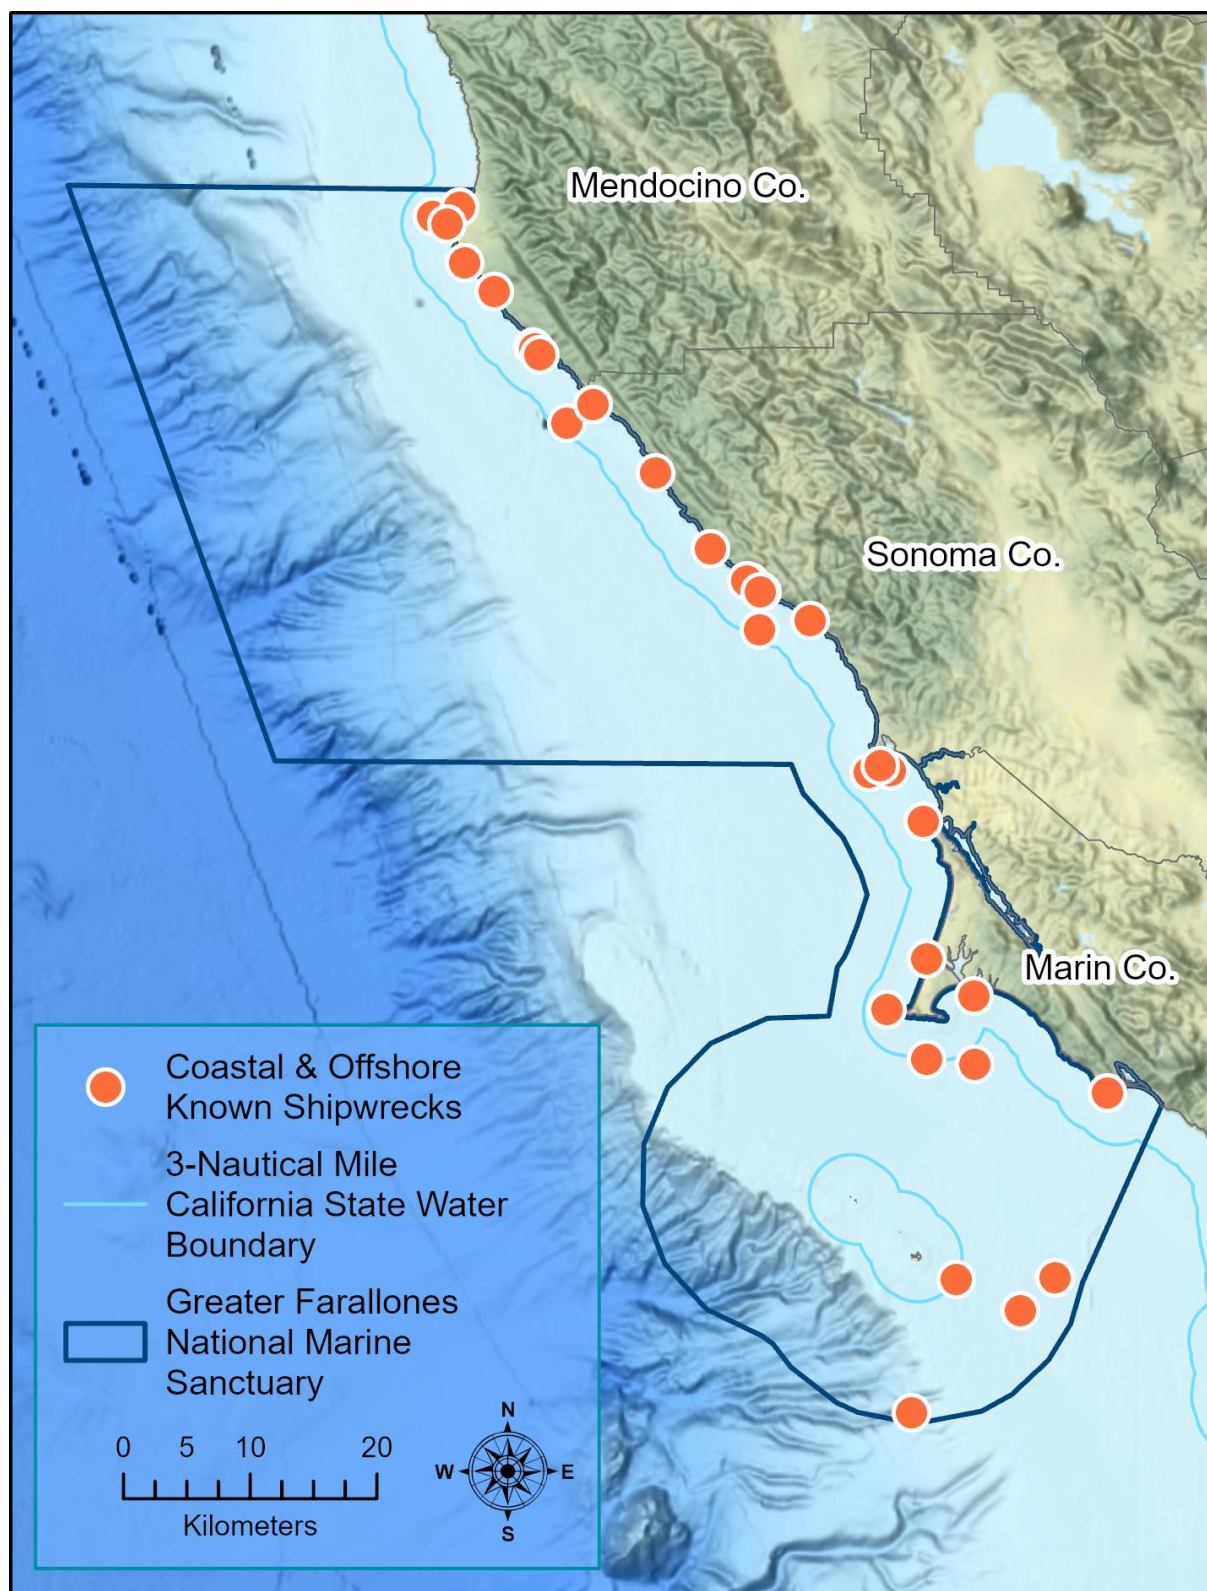 Mendocino Co.
Sonoma Co.
Marin Co.
Coastal & Offshore
Known Shipwrecks
3-Nautical Mile
California State Water
Boundary
Greater Farallones
National Marine
Sanctuary
0 5 10 20
Kilometers
N
W E
S